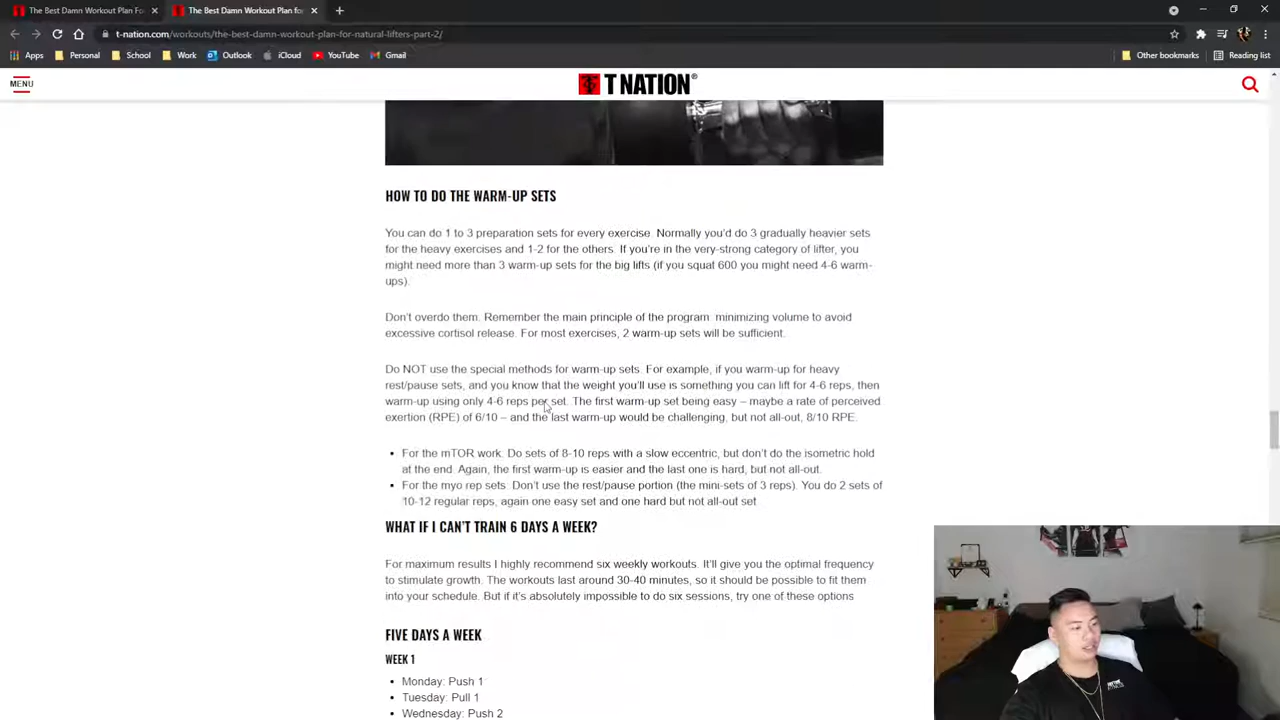 The Best Damn Workout Plan Fo
The Best Damn Workout Plan for
t-nation.com/workouts/the-best-damn-workout-plan-for-natural-lifters-part-2/
Apps Personal School Work Outlook iCloud YouTube Gmail Other bookmarks Reading list
MENU
T NATION®
HOW TO DO THE WARM-UP SETS
You can do 1 to 3 preparation sets for every exercise. Normally you'd do 3 gradually heavier sets
for the heavy exercises and 1-2 for the others. If you're in the very-strong category of lifter, you
might need more than 3 warm-up sets for the big lifts (if you squat 600 you might need 4-6 warm-
ups).
Don't overdo them. Remember the main principle of the program: minimizing volume to avoid
excessive cortisol release. For most exercises, 2 warm-up sets will be sufficient.
Do NOT use the special methods for warm-up sets. For example, if you warm-up for heavy
rest/pause sets, and you know that the weight you'll use is something you can lift for 4-6 reps, then
warm-up using only 4-6 reps per set. The first warm-up set being easy – maybe a rate of perceived
exertion (RPE) of 6/10 – and the last warm-up would be challenging, but not all-out, 8/10 RPE.
• For the mTOR work. Do sets of 8-10 reps with a slow eccentric, but don't do the isometric hold
at the end. Again, the first warm-up is easier and the last one is hard, but not all-out.
• For the myo rep sets: Don't use the rest/pause portion (the mini-sets of 3 reps). You do 2 sets of
10-12 regular reps, again one easy set and one hard but not all-out set
WHAT IF I CAN'T TRAIN 6 DAYS A WEEK?
For maximum results I highly recommend six weekly workouts. It'll give you the optimal frequency
to stimulate growth. The workouts last around 30-40 minutes, so it should be possible to fit them
into your schedule. But if it's absolutely impossible to do six sessions, try one of these options
FIVE DAYS A WEEK
WEEK 1
• Monday: Push 1
• Tuesday: Pull 1
• Wednesday: Push 2